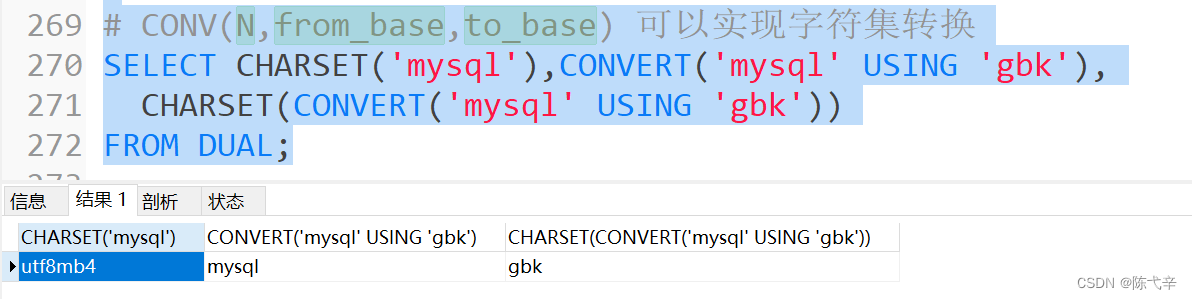 269 # CONV(N,from_base,to_base) 可以实现字符集转换
270 SELECT CHARSET('mysql'),CONVERT('mysql' USING 'gbk'),
271 CHARSET(CONVERT('mysql' USING 'gbk'))
272 FROM DUAL;
信息 结果 1 剖析 状态
CHARSET('mysql') CONVERT('mysql' USING 'gbk') CHARSET(CONVERT('mysql' USING 'gbk'))
utf8mb4 mysql gbk
CSDN @陈弋辛